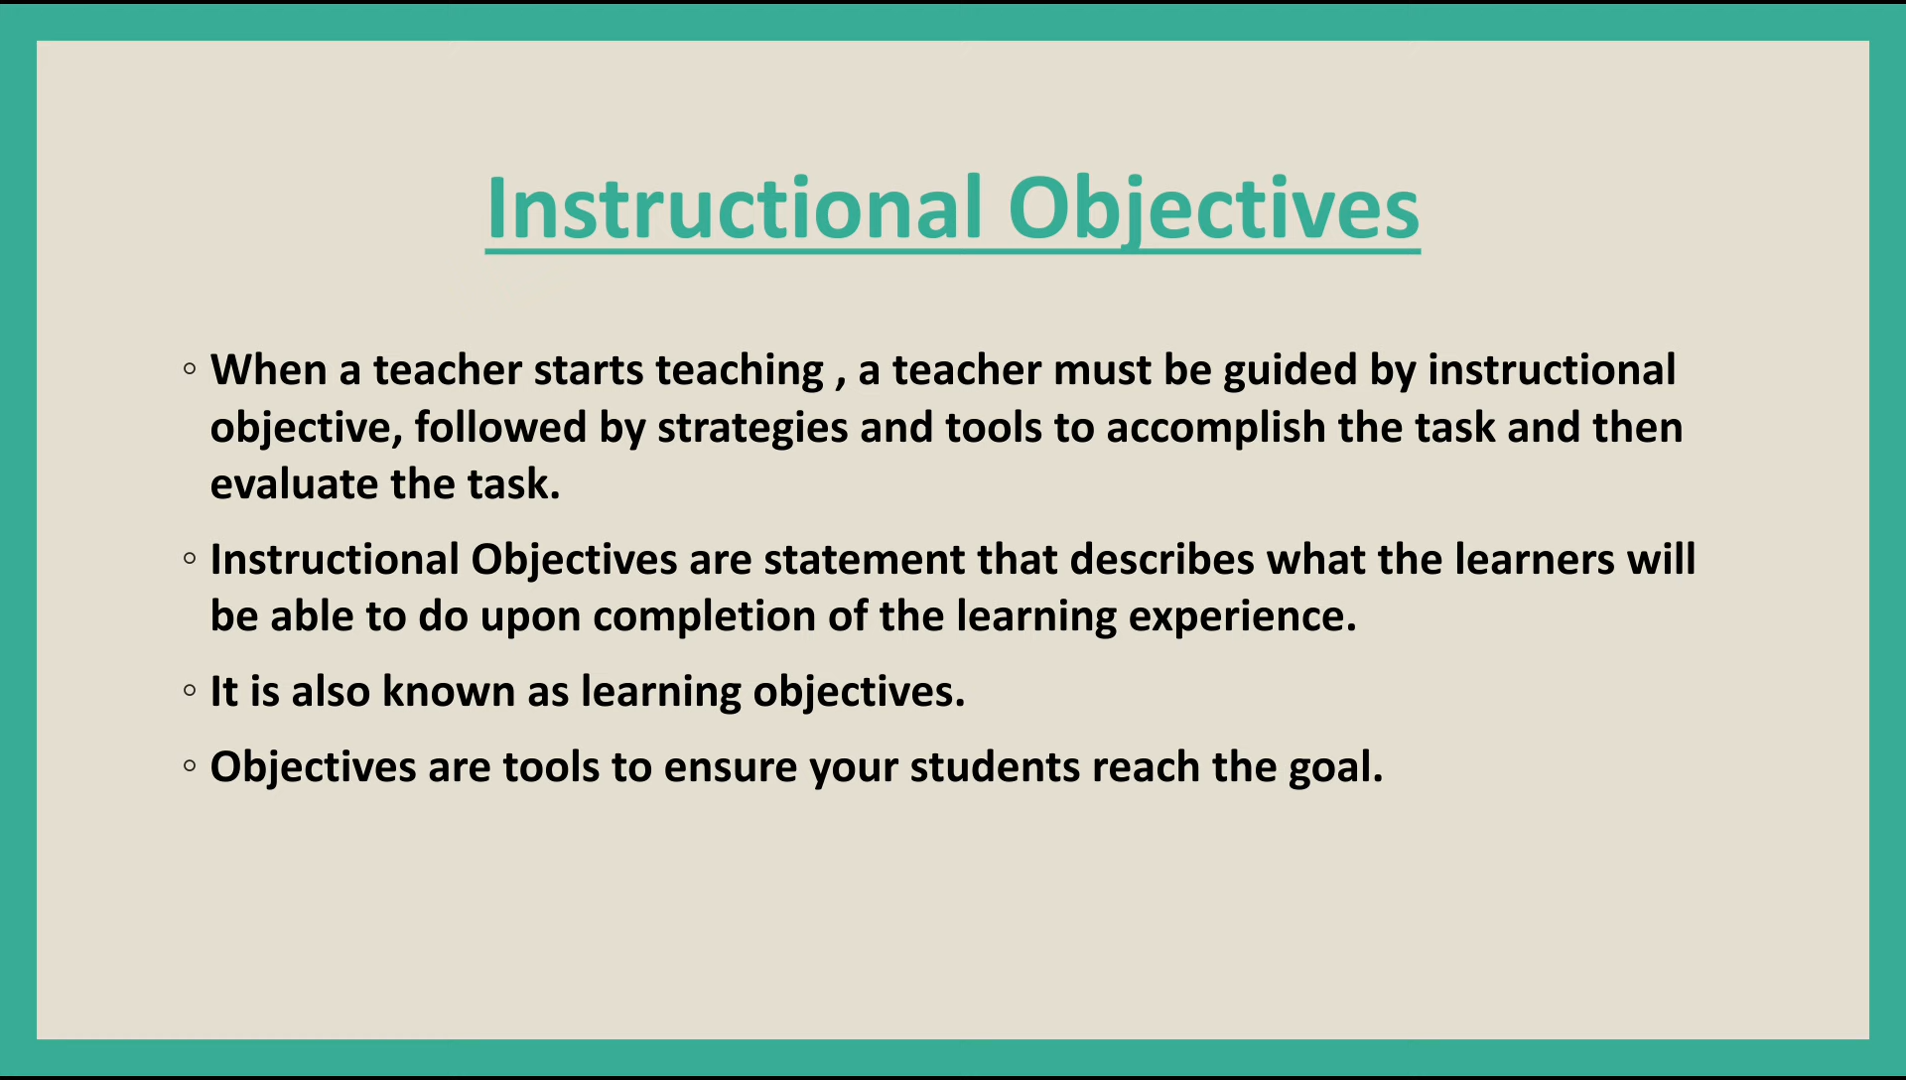 Instructional Objectives
◦ When a teacher starts teaching , a teacher must be guided by instructional
objective, followed by strategies and tools to accomplish the task and then
evaluate the task.
◦ Instructional Objectives are statement that describes what the learners will
be able to do upon completion of the learning experience.
◦ It is also known as learning objectives.
◦ Objectives are tools to ensure your students reach the goal.